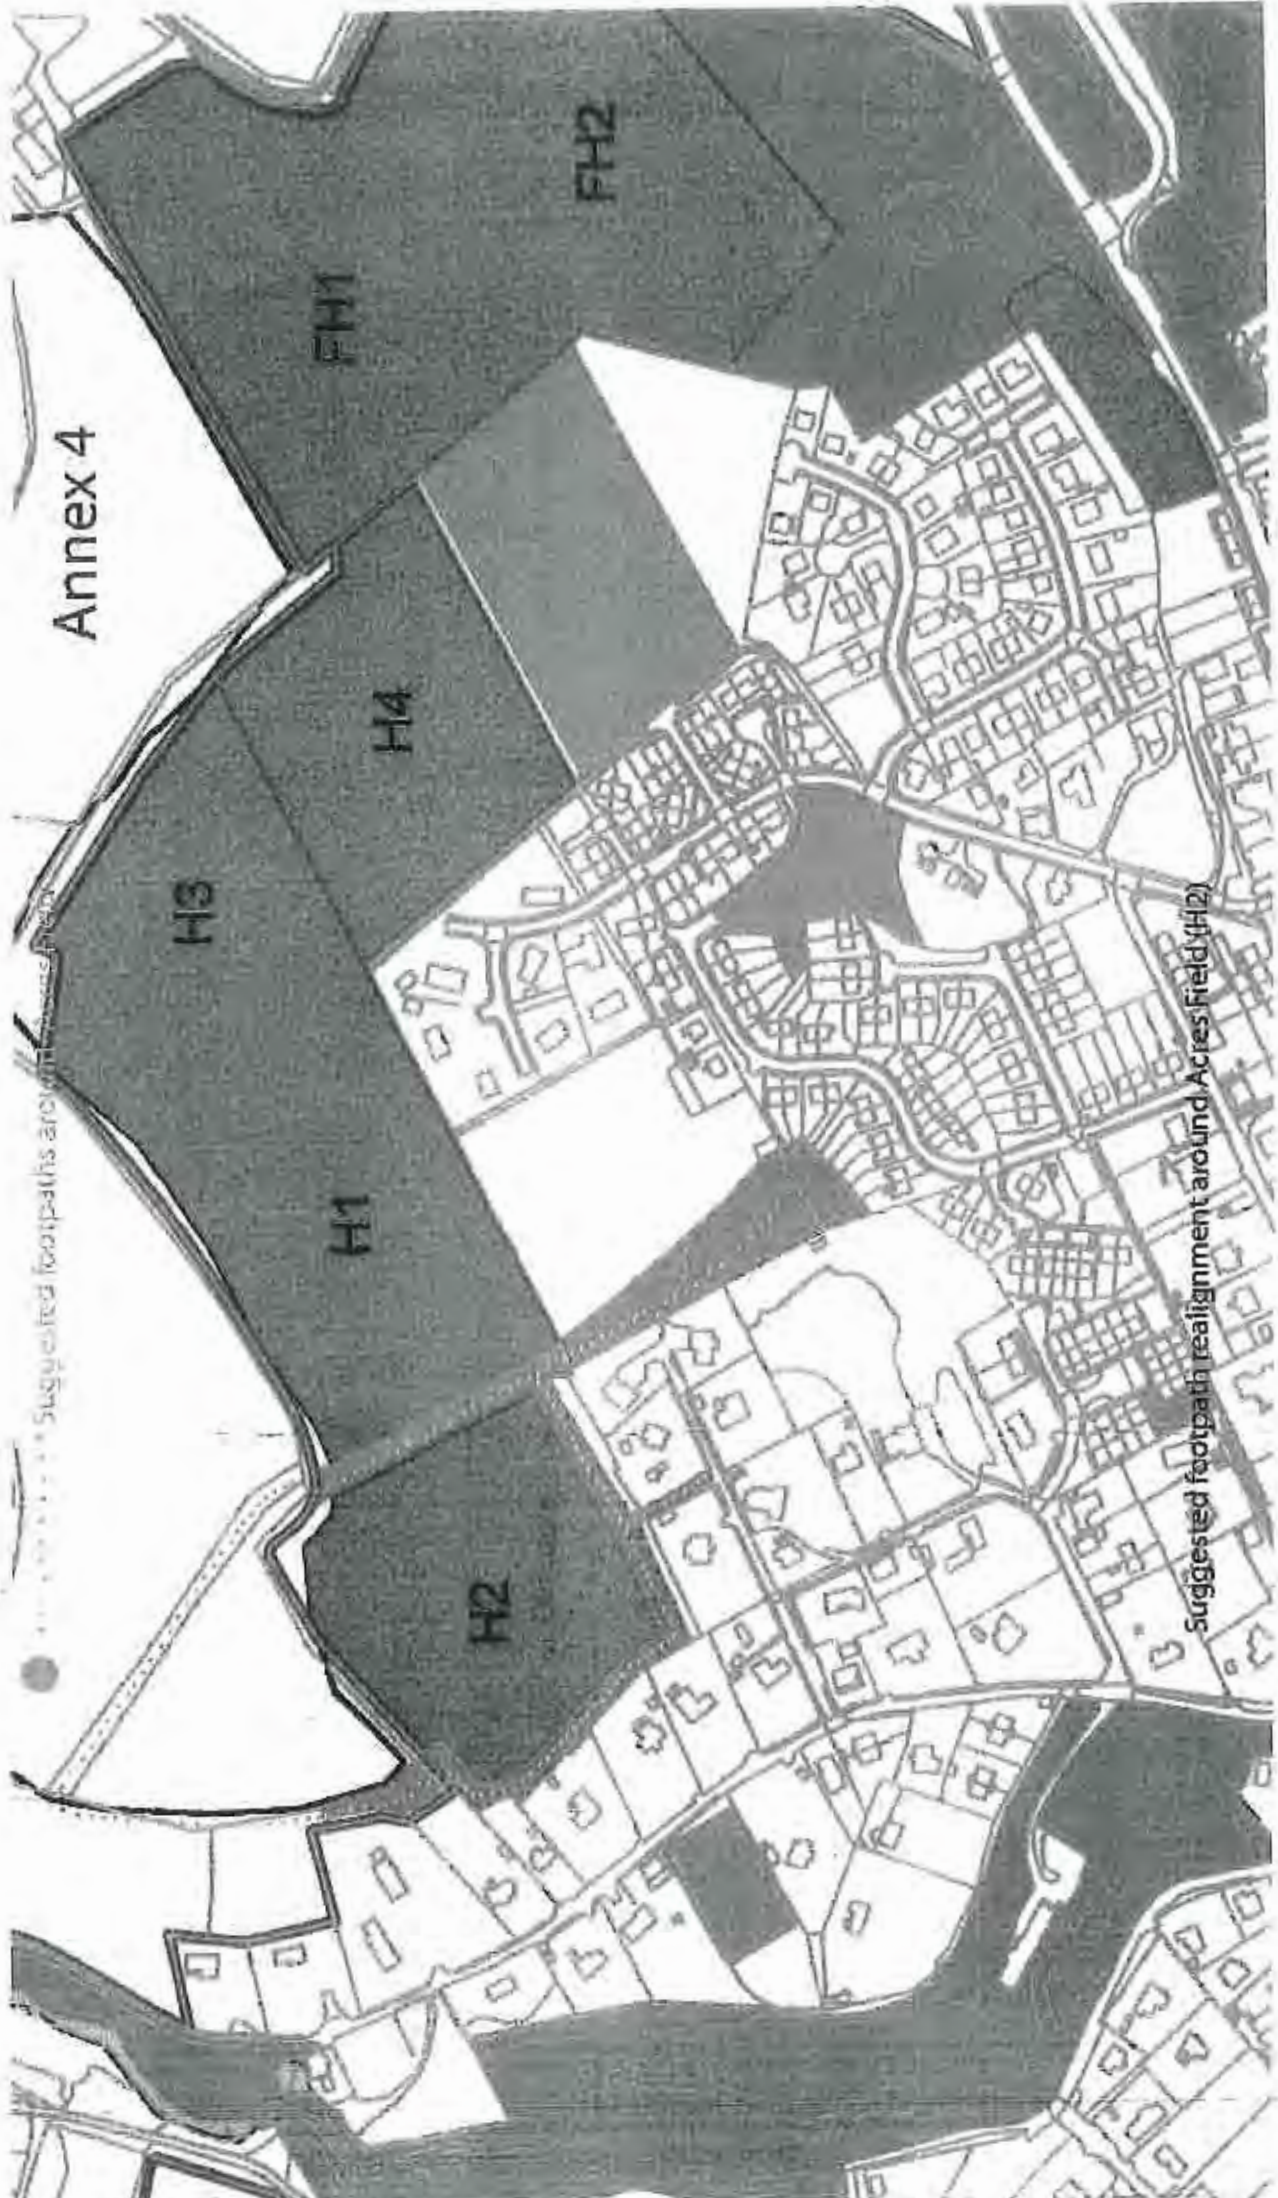 Annex 4
Suggested footpaths around
FH1
FH2
H3
H4
H1
H2
Suggested footpath realignment around Acres Field (H2)